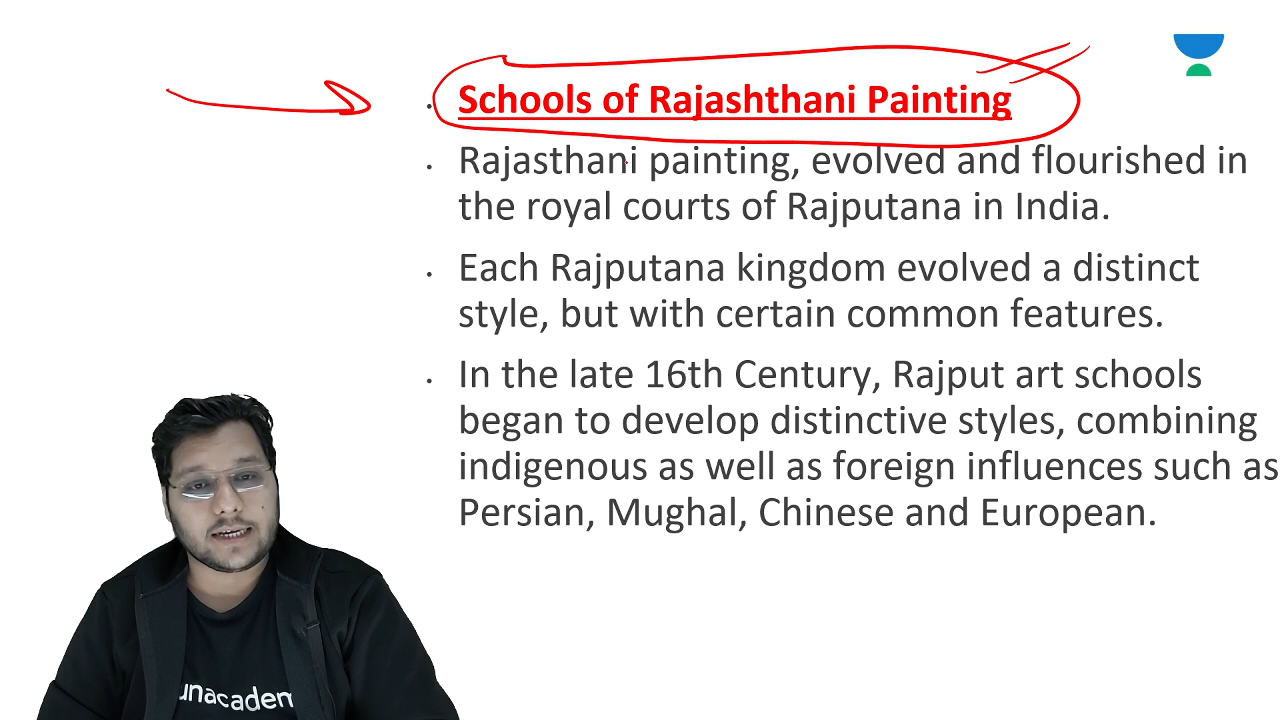 Schools of Rajashthani Painting
Rajasthani painting, evolved and flourished in
the royal courts of Rajputana in India.
Each Rajputana kingdom evolved a distinct
style, but with certain common features.
In the late 16th Century, Rajput art schools
began to develop distinctive styles, combining
indigenous as well as foreign influences such as
Persian, Mughal, Chinese and European.
unacadem